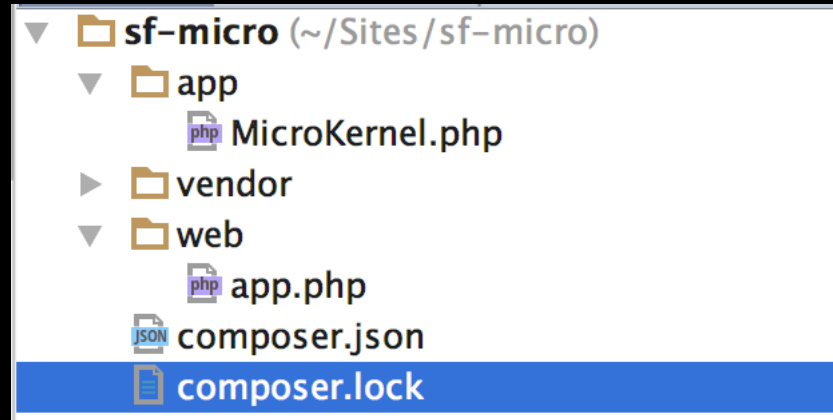 sf-micro (~/Sites/sf-micro)
app
php MicroKernel.php
vendor
web
php app.php
JSON composer.json
composer.lock